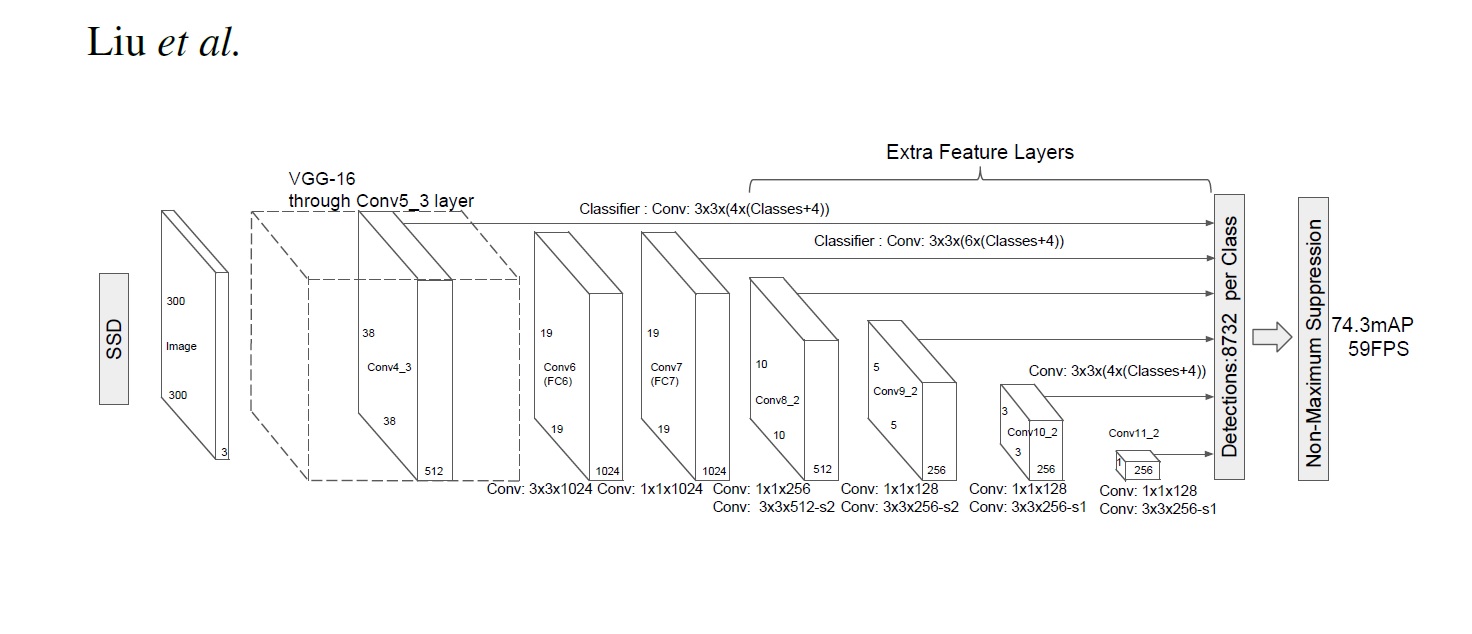 Liu et al.
Extra Feature Layers
VGG-16
through Conv5_3 layer
Classifier : Conv: 3x3x(4x(Classes+4))
Classifier : Conv: 3x3x(6x(Classes+4))
SSD
300
Image
300
3
38
Conv4_3
38
512
19
Conv6
(FC6)
19
1024
19
Conv7
(FC7)
19
1024
10
Conv8_2
10
512
5
Conv9_2
5
256
Conv: 3x3x(4x(Classes+4))
3
Conv10_2
3
256
Conv11_2
1
256
Detections:8732 per Class
Non-Maximum Suppression
74.3mAP
59FPS
Conv: 3x3x1024
Conv: 1x1x1024
Conv: 1x1x256
Conv: 3x3x512-s2
Conv: 1x1x128
Conv: 3x3x256-s2
Conv: 1x1x128
Conv: 3x3x256-s1
Conv: 1x1x128
Conv: 3x3x256-s1